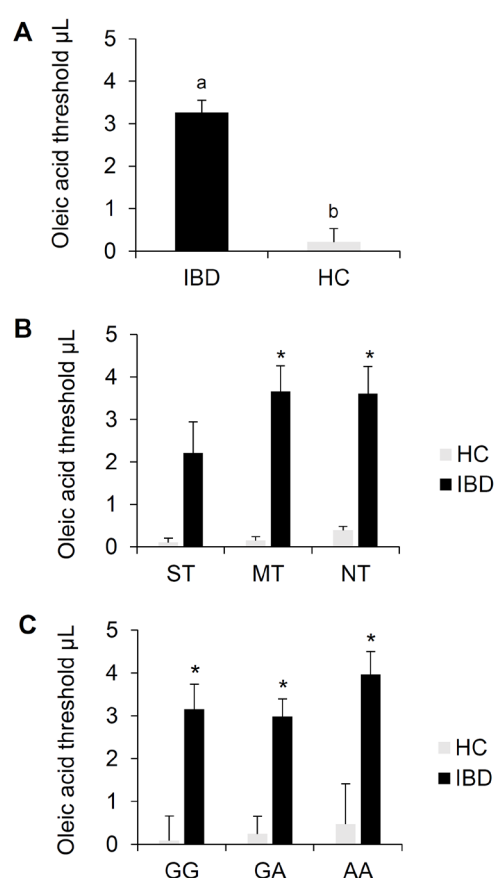 A
Oleic acid threshold µL
5
4
3
2
1
0
a
b
IBD
HC
B
Oleic acid threshold µL
5
4
3
2
1
0
*
*
ST
MT
NT
HC
IBD
C
Oleic acid threshold µL
5
4
3
2
1
0
*
*
*
GG
GA
AA
HC
IBD